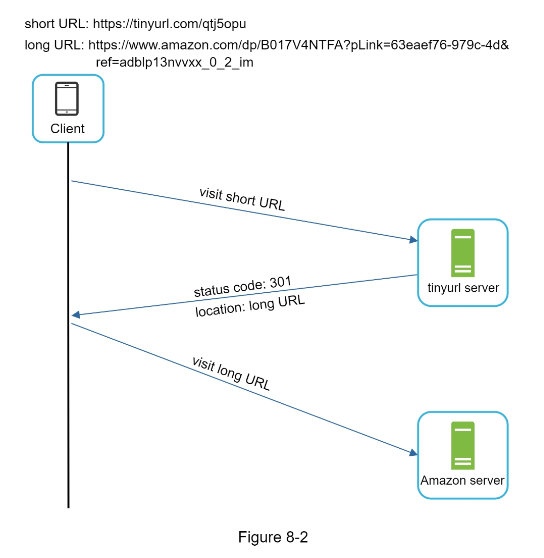 short URL: https://tinyurl.com/qtj5opu
long URL: https://www.amazon.com/dp/B017V4NTFA?pLink=63eaef76-979c-4d&
ref=adblp13nvvxx_0_2_im
Client
visit short URL
tinyurl server
status code: 301
location: long URL
visit long URL
Amazon server
Figure 8-2